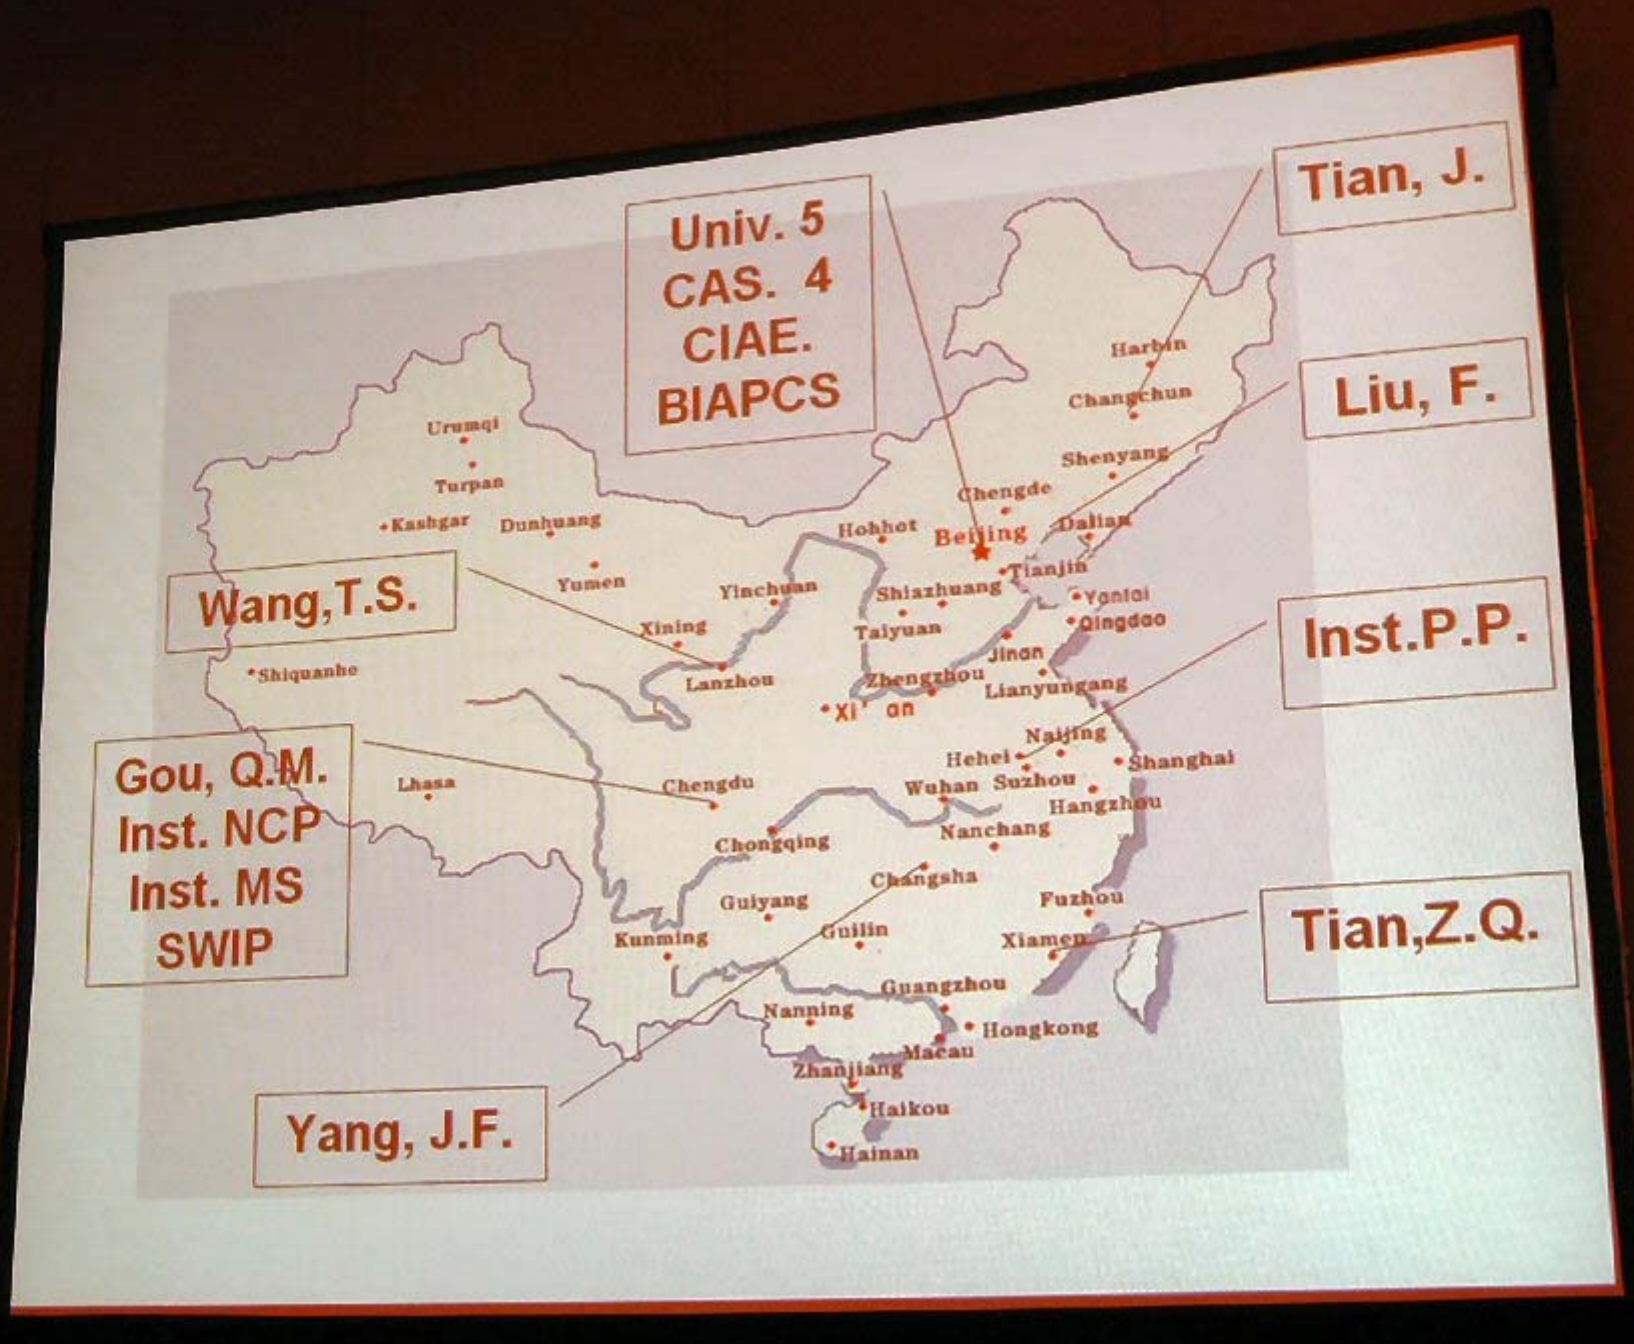 Univ. 5
CAS. 4
CIAE.
BIAPCS
Tian, J.
Liu, F.
Wang,T.S.
Inst.P.P.
Gou, Q.M.
Inst. NCP
Inst. MS
SWIP
Tian,Z.Q.
Yang, J.F.
Harbin
Changchun
Shenyang
Urumqi
Turpan
Kashgar
Dunhuang
Yumen
Chengde
Hohhot
Beijing
Dalian
Tianjin
Yinchuan
Shiazhuang
Yantai
Qingdao
Xining
Taiyuan
Jinan
Shiquanhe
Lanzhou
Zhengzhou
Lianyungang
Xi' an
Naijing
Hehei
Shanghai
Lhasa
Chengdu
Wuhan
Suzhou
Hangzhou
Chongqing
Nanchang
Changsha
Guiyang
Fuzhou
Kunming
Guilin
Xiamen
Guangzhou
Nanning
Hongkong
Macau
Zhanjiang
Haikou
Hainan